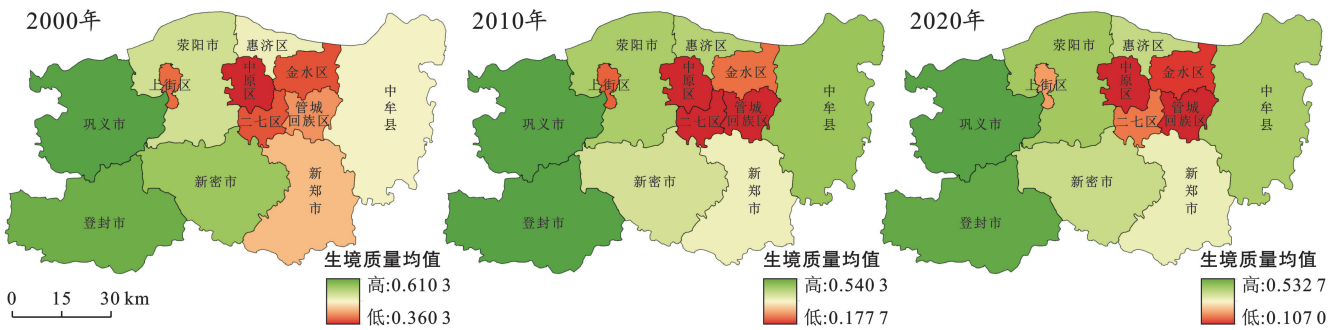 2000年
荥阳市
惠济区
上街区
中原区
金水区
管城
回族区
二七区
中牟县
巩义市
新密市
新郑市
登封市
生境质量均值
高:0.610 3
低:0.360 3
0 15 30 km
2010年
荥阳市
惠济区
上街区
中原区
金水区
管城
回族区
二七区
中牟县
巩义市
新密市
新郑市
登封市
生境质量均值
高:0.540 3
低:0.177 7
2020年
荥阳市
惠济区
上街区
中原区
金水区
管城
回族区
二七区
中牟县
巩义市
新密市
新郑市
登封市
生境质量均值
高:0.532 7
低:0.107 0